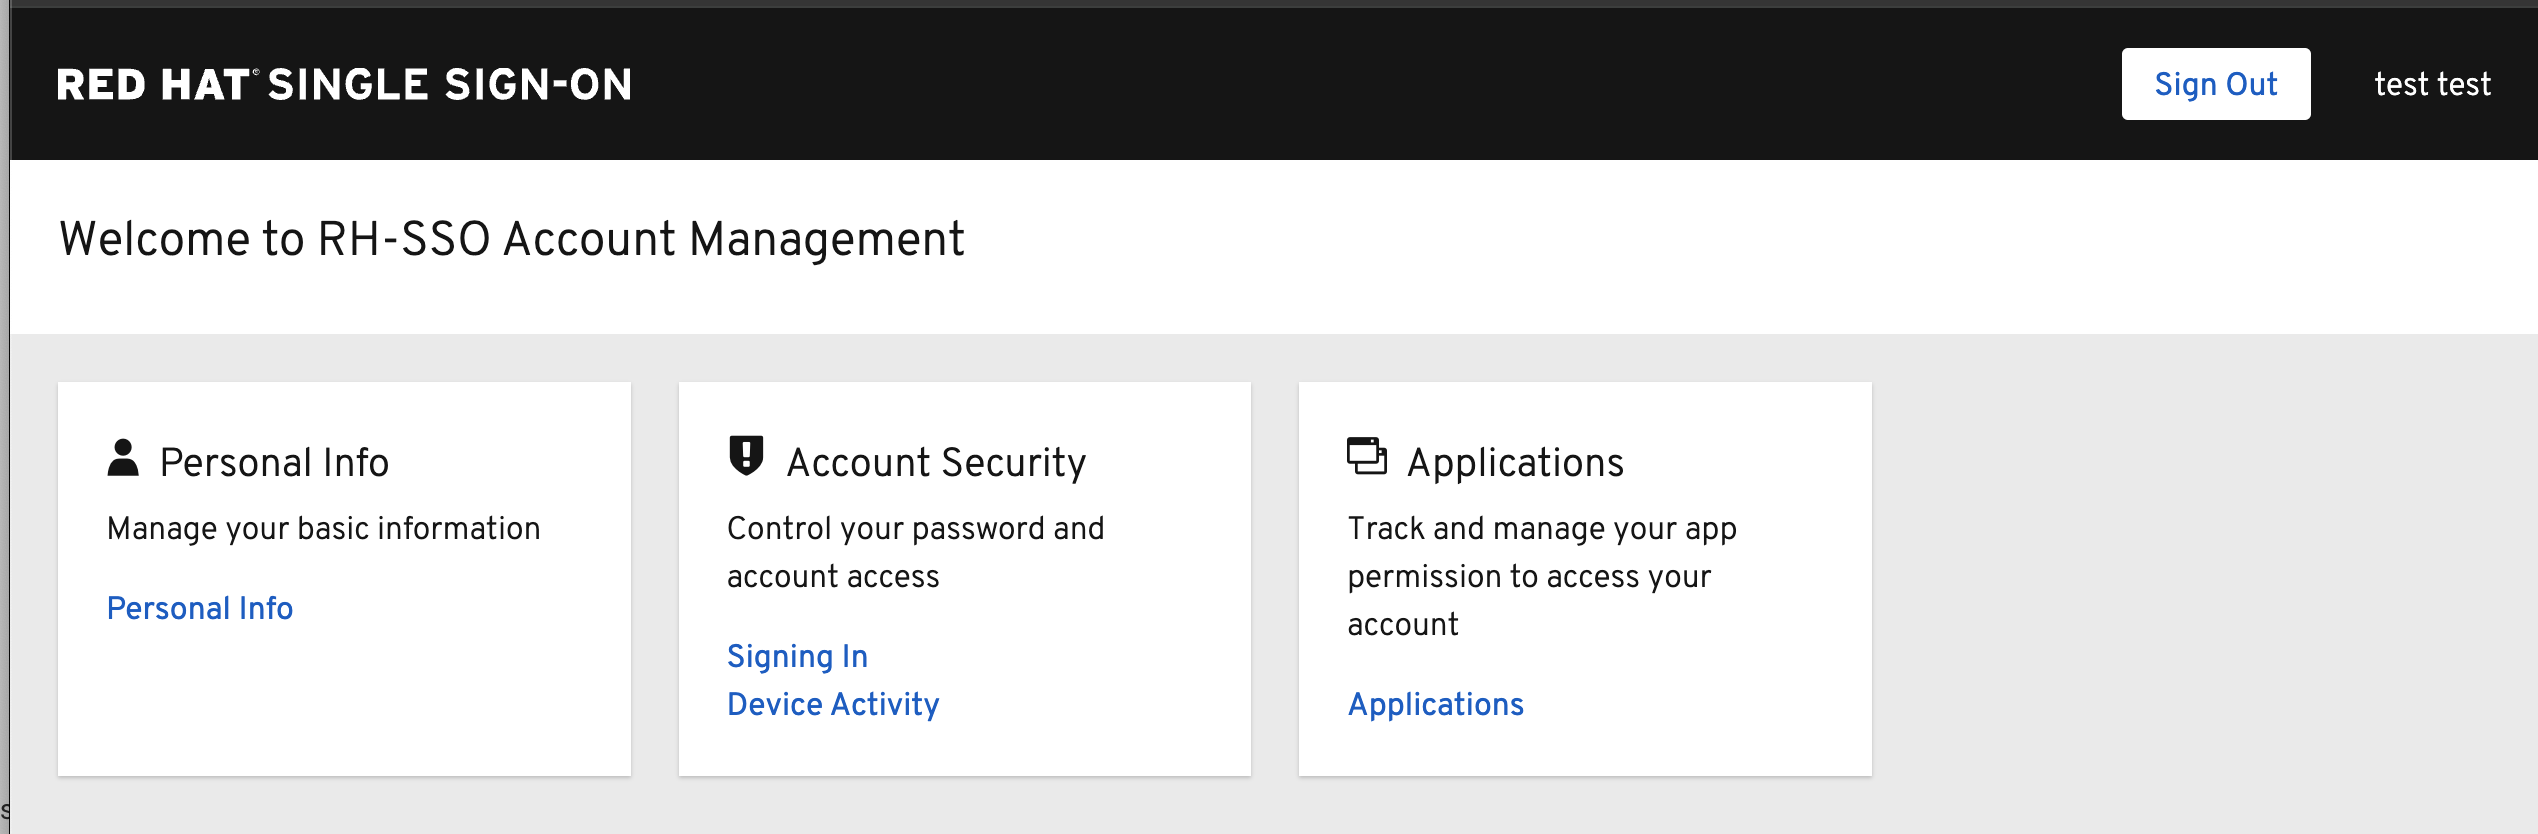 RED HAT® SINGLE SIGN-ON
Sign Out
test test
Welcome to RH-SSO Account Management
Personal Info
Manage your basic information
Personal Info
Account Security
Control your password and
account access
Signing In
Device Activity
Applications
Track and manage your app
permission to access your
account
Applications
s